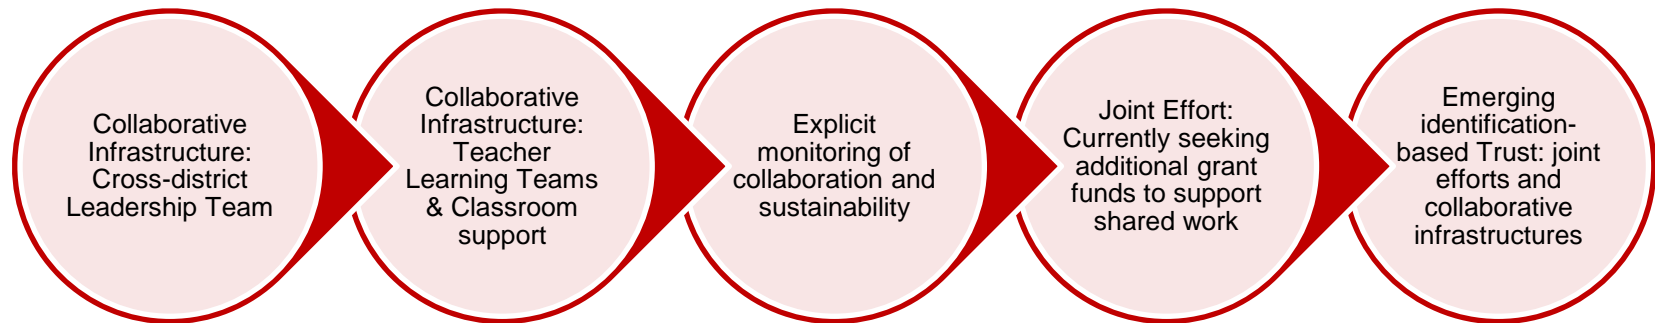 Collaborative
Infrastructure:
Cross-district
Leadership Team
Collaborative
Infrastructure:
Teacher
Learning Teams
& Classroom
support
Explicit
monitoring of
collaboration and
sustainability
Joint Effort:
Currently seeking
additional grant
funds to support
shared work
Emerging
identification-
based Trust: joint
efforts and
collaborative
infrastructures